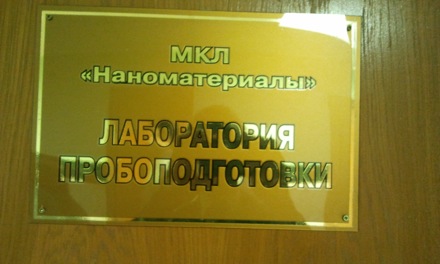 МКЛ
«Наноматериалы»
ЛАБОРАТОРИЯ
ПРОБОПОДГОТОВКИ